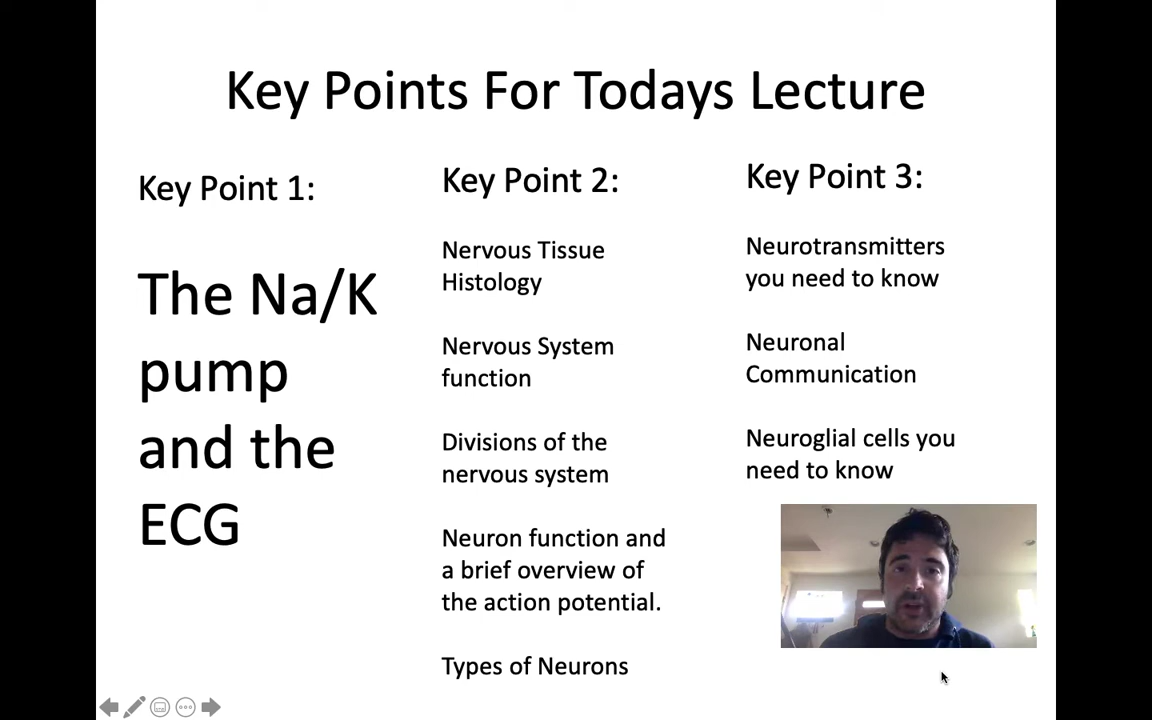 Key Points For Todays Lecture
Key Point 1:
The Na/K
pump
and the
ECG
Key Point 2:
Nervous Tissue
Histology
Nervous System
function
Divisions of the
nervous system
Neuron function and
a brief overview of
the action potential.
Types of Neurons
Key Point 3:
Neurotransmitters
you need to know
Neuronal
Communication
Neuroglial cells you
need to know